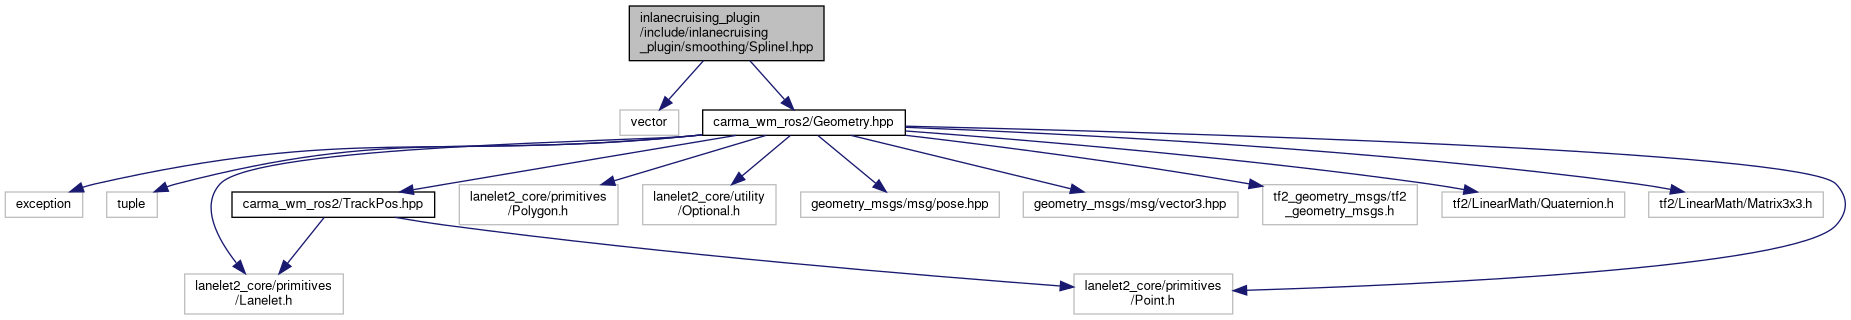 inlanecruising_plugin
/include/inlanecruising
_plugin/smoothing/SplineI.hpp
vector
carma_wm_ros2/Geometry.hpp
exception
tuple
carma_wm_ros2/TrackPos.hpp
lanelet2_core/primitives
/Polygon.h
lanelet2_core/utility
/Optional.h
geometry_msgs/msg/pose.hpp
geometry_msgs/msg/vector3.hpp
tf2_geometry_msgs/tf2
_geometry_msgs.h
tf2/LinearMath/Quaternion.h
tf2/LinearMath/Matrix3x3.h
lanelet2_core/primitives
/Lanelet.h
lanelet2_core/primitives
/Point.h